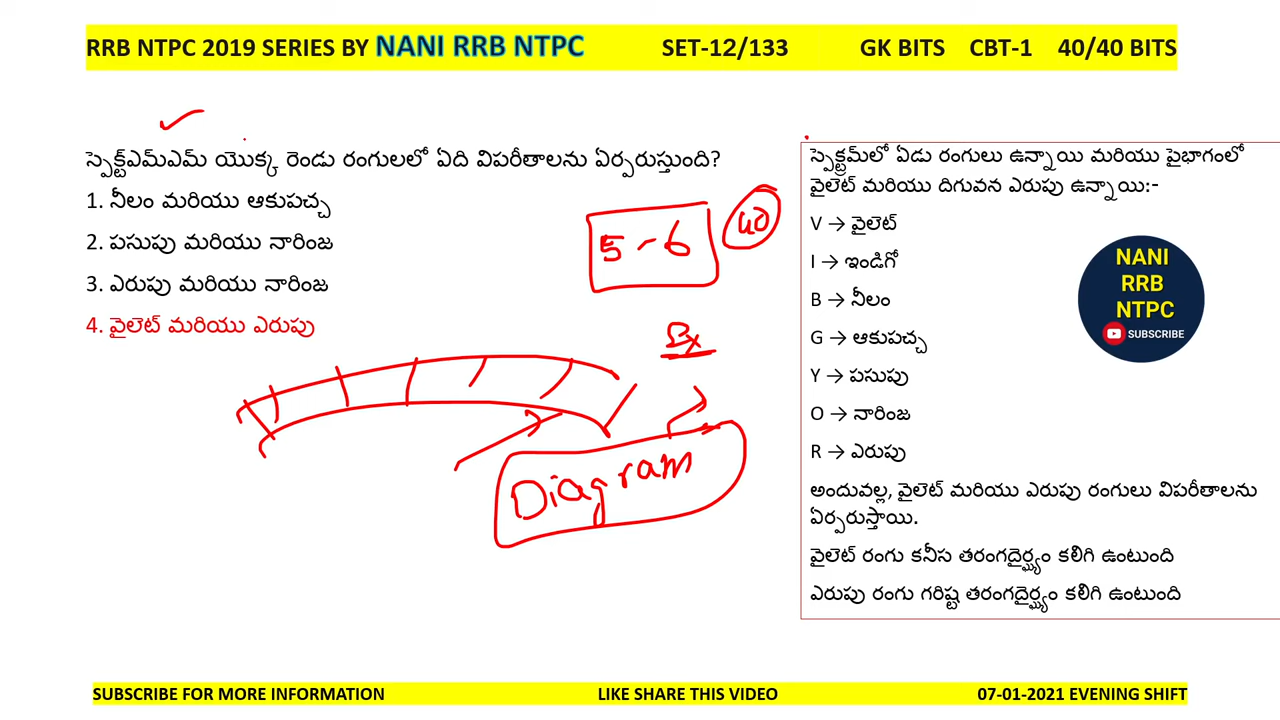 RRB NTPC 2019 SERIES BY NANI RRB NTPC SET-12/133 GK BITS CBT-1 40/40 BITS
స్పెక్ట్ఎమ్ఎమ్ యొక్క రెండు రంగులలో ఏది విపరీతాలను ఏర్పరుస్తుంది?
1. నీలం మరియు ఆకుపచ్చ
2. పసుపు మరియు నారింజ
3. ఎరుపు మరియు నారింజ
4. వైలెట్ మరియు ఎరుపు
5-6
40
Ex
Diagram
స్పెక్ట్రమ్‌లో ఏడు రంగులు ఉన్నాయి మరియు పైభాగంలో
వైలెట్ మరియు దిగువన ఎరుపు ఉన్నాయి:-
V → వైలెట్
I → ఇండిగో
B → నీలం
G → ఆకుపచ్చ
Y → పసుపు
O → నారింజ
R → ఎరుపు
అందువల్ల, వైలెట్ మరియు ఎరుపు రంగులు విపరీతాలను
ఏర్పరుస్తాయి.
వైలెట్ రంగు కనీస తరంగదైర్ఘ్యం కలిగి ఉంటుంది
ఎరుపు రంగు గరిష్ట తరంగదైర్ఘ్యం కలిగి ఉంటుంది
NANI
RRB
NTPC
SUBSCRIBE
SUBSCRIBE FOR MORE INFORMATION LIKE SHARE THIS VIDEO 07-01-2021 EVENING SHIFT